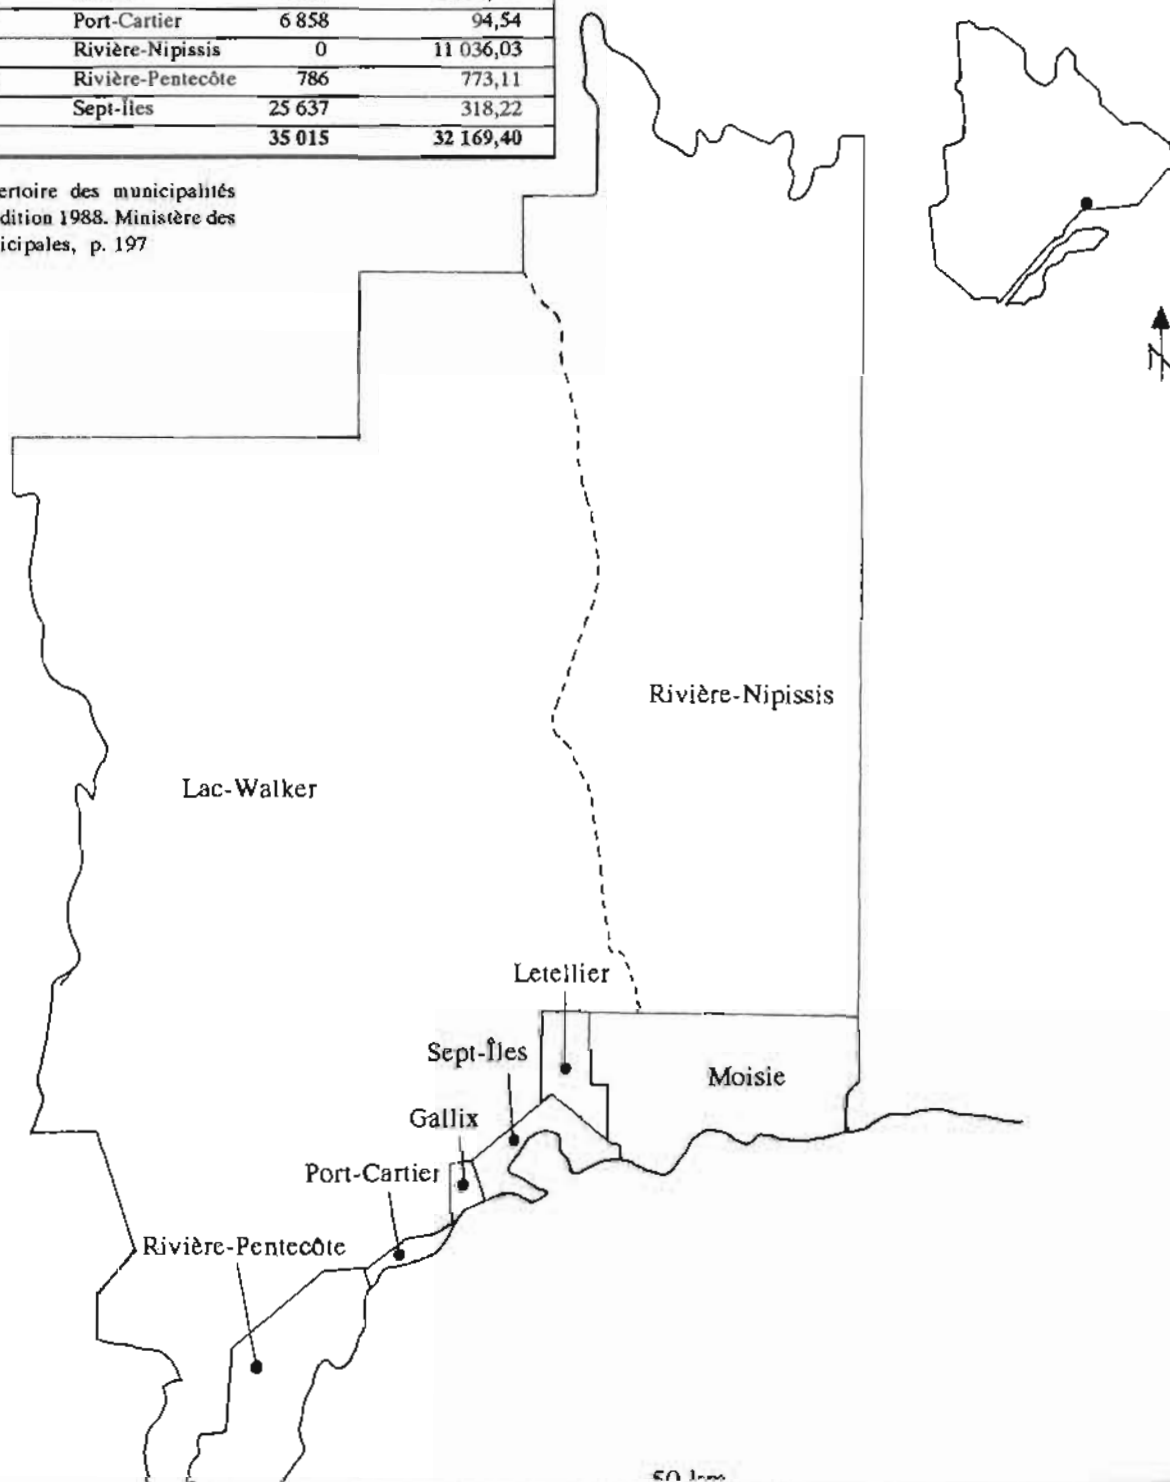 Port-Cartier 6 858 94,54
Rivière-Nipissis 0 11 036,03
Rivière-Pentecôte 786 773,11
Sept-Îles 25 637 318,22
35 015 32 169,40
ertoire des municipalités
dition 1988. Ministère des
icipales, p. 197
N
Rivière-Nipissis
Lac-Walker
Letellier
Sept-Îles
Moisie
Gallix
Port-Cartier
Rivière-Pentecôte
50 km